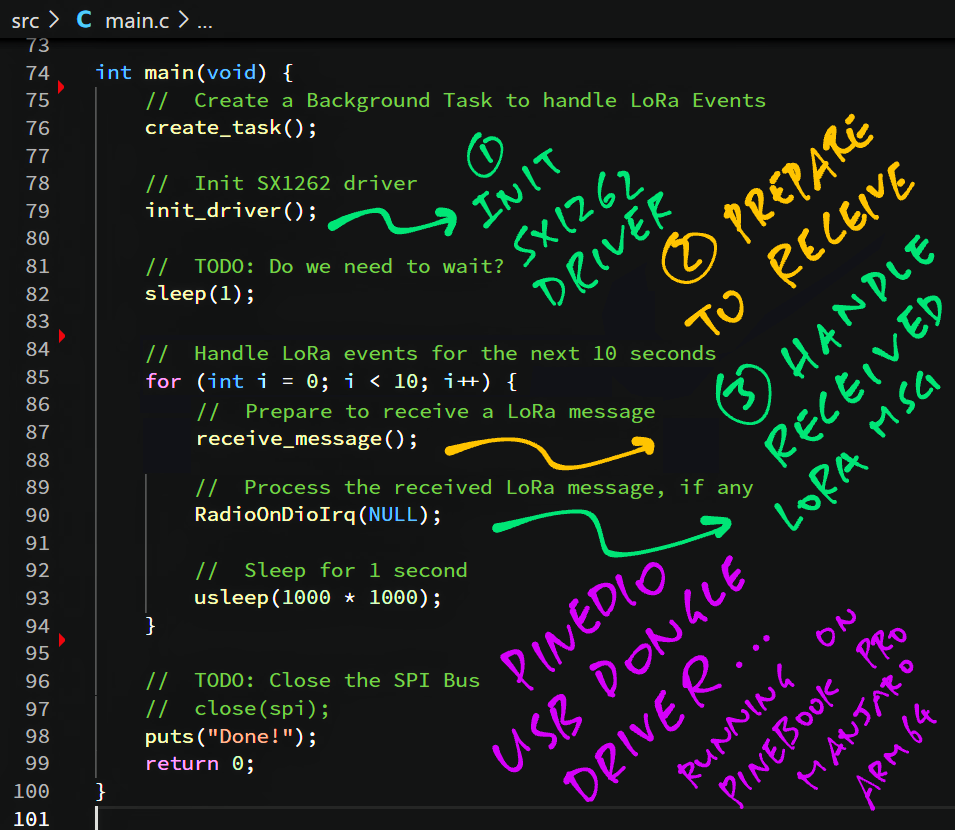 src > C main.c > ...
73
74 int main(void) {
75 //  Create a Background Task to handle LoRa Events
76 create_task();
77
78 //  Init SX1262 driver
79 init_driver();
80
81 //  TODO: Do we need to wait?
82 sleep(1);
83
84 //  Handle LoRa events for the next 10 seconds
85 for (int i = 0; i < 10; i++) {
86 //  Prepare to receive a LoRa message
87 receive_message();
88
89 //  Process the received LoRa message, if any
90 RadioOnDioIrq(NULL);
91
92 //  Sleep for 1 second
93 usleep(1000 * 1000);
94 }
95
96 //  TODO: Close the SPI Bus
97 //  close(spi);
98 puts("Done!");
99 return 0;
100 }
101
1
INIT
SX1262
DRIVER
2 PREPARE
TO RECEIVE
3 HANDLE
RECEIVED
LORA MSG
PINEDIO
USB DONGLE
DRIVER...
RUNNING ON
PINEBOOK PRO
MANJARO
ARM64